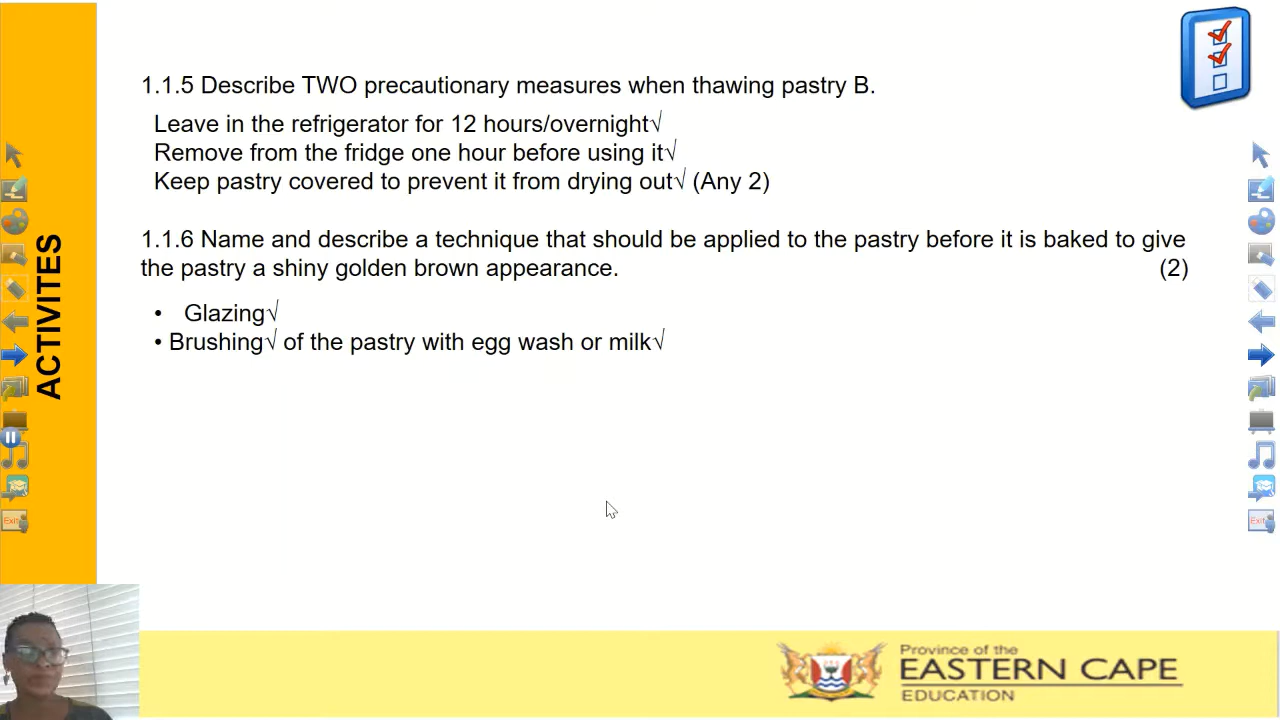 1.1.5 Describe TWO precautionary measures when thawing pastry B.
Leave in the refrigerator for 12 hours/overnight√
Remove from the fridge one hour before using it√
Keep pastry covered to prevent it from drying out√ (Any 2)
1.1.6 Name and describe a technique that should be applied to the pastry before it is baked to give
the pastry a shiny golden brown appearance. (2)
• Glazing√
• Brushing√ of the pastry with egg wash or milk√
ACTIVITES
Exit
Exit
Province of the
EASTERN CAPE
EDUCATION